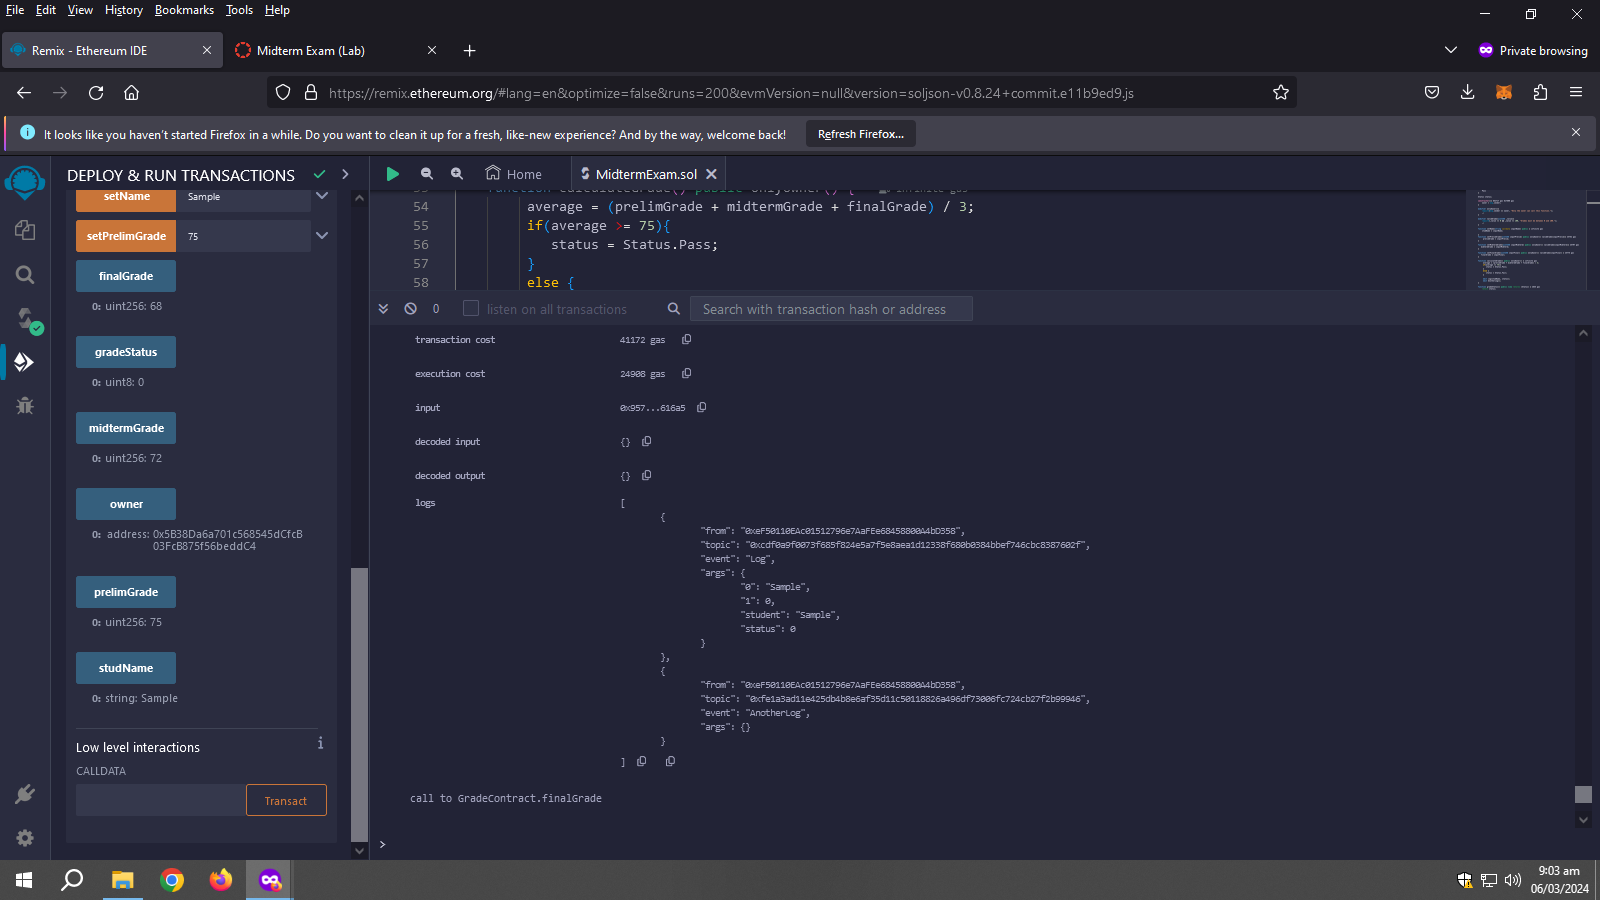 File Edit View History Bookmarks Tools Help
Remix - Ethereum IDE
Midterm Exam (Lab)
Private browsing
https://remix.ethereum.org/#lang=en&optimize=false&runs=200&evmVersion=null&version=soljson-v0.8.24+commit.e11b9ed9.js
It looks like you haven't started Firefox in a while. Do you want to clean it up for a fresh, like-new experience? And by the way, welcome back!
Refresh Firefox...
DEPLOY & RUN TRANSACTIONS
setName Sample
setPrelimGrade 75
finalGrade
0: uint256: 68
gradeStatus
0: uint8: 0
midtermGrade
0: uint256: 72
owner
0: address: 0x5B38Da6a701c568545dCfcB
03FcB875f56beddC4
prelimGrade
0: uint256: 75
studName
0: string: Sample
Low level interactions
i
CALLDATA
Transact
Home
MidtermExam.sol
54 average = (prelimGrade + midtermGrade + finalGrade) / 3;
55 if(average >= 75){
56 status = Status.Pass;
57 }
58 else {
0
listen on all transactions
Search with transaction hash or address
transaction cost 41172 gas
execution cost 24908 gas
input 0x957...616a5
decoded input {}
decoded output {}
logs [
{
"from": "0xeF50110EAc01512796e7AaFEe68458800A4bD358",
"topic": "0xcdf0a9f0073f685f824e5a7f5e8aea1d12338f680b0384bbef746cbc8387602f",
"event": "Log",
"args": {
"0": "Sample",
"1": 0,
"student": "Sample",
"status": 0
}
},
{
"from": "0xeF50110EAc01512796e7AaFEe68458800A4bD358",
"topic": "0xfe1a3ad11e425db4b8e6af35d11c50118826a496df73006fc724cb27f2b99946",
"event": "AnotherLog",
"args": {}
}
]
call to GradeContract.finalGrade
>
9:03 am
06/03/2024